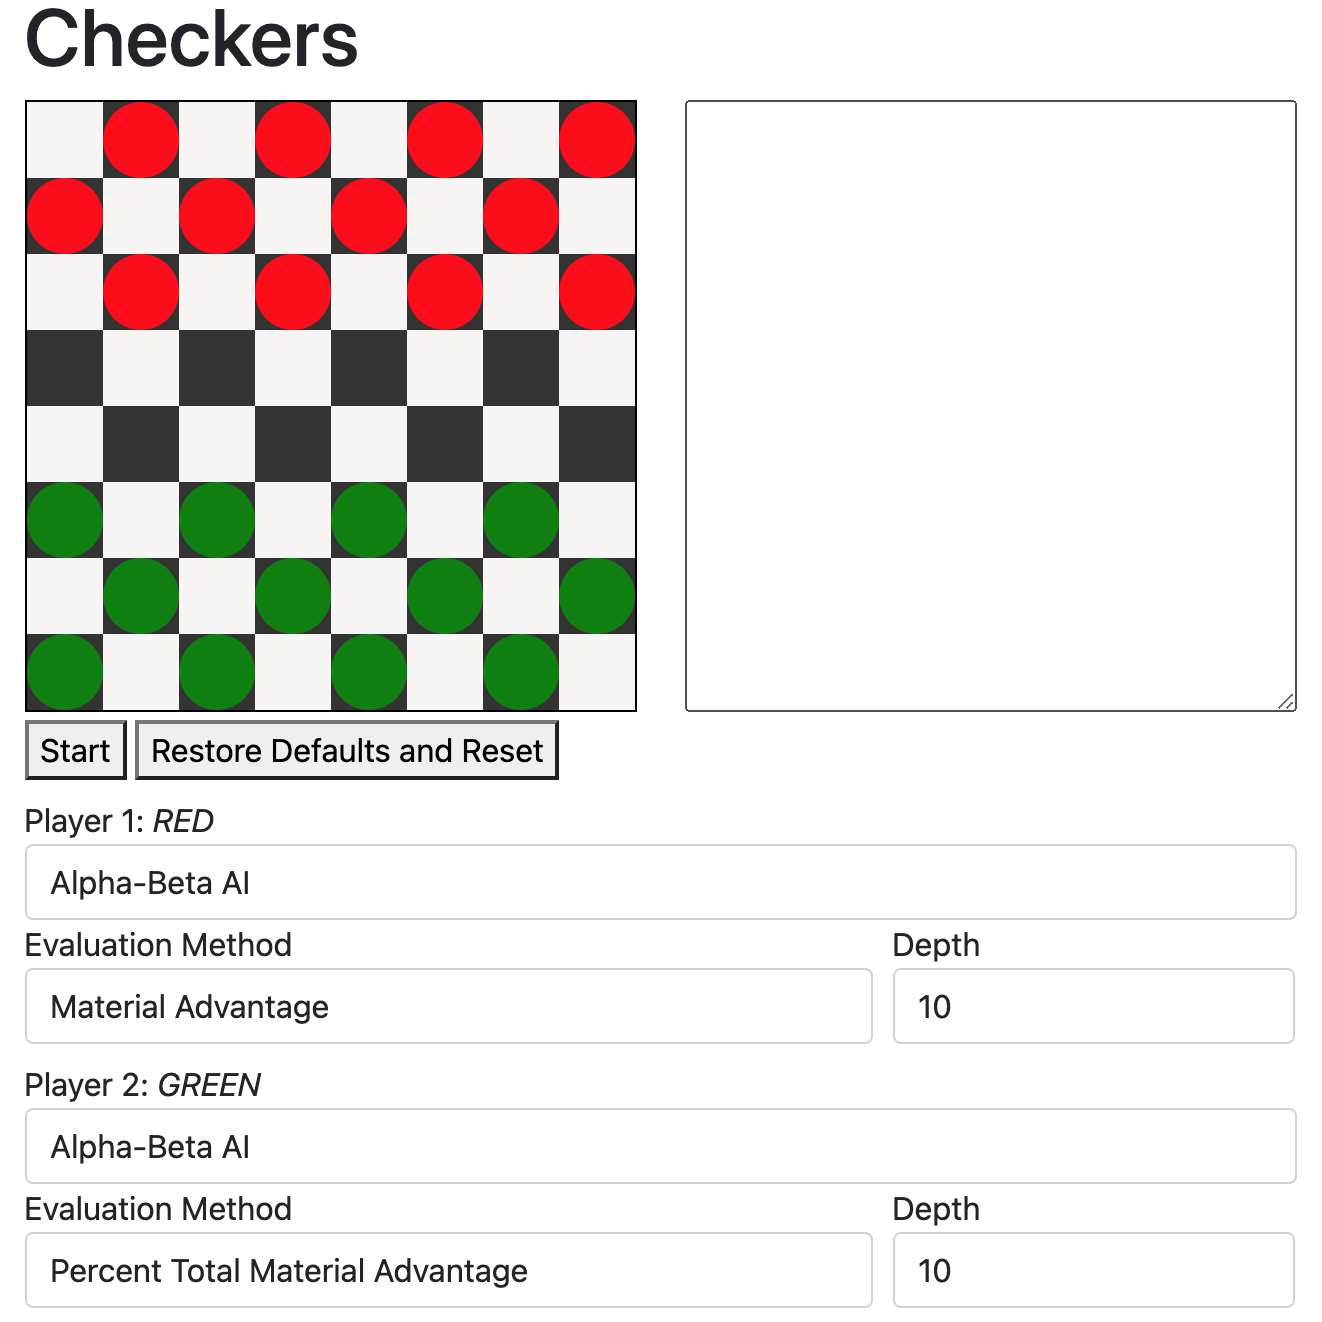 Checkers
Start
Restore Defaults and Reset
Player 1: RED
Alpha-Beta AI
Evaluation Method
Depth
Material Advantage
10
Player 2: GREEN
Alpha-Beta AI
Evaluation Method
Depth
Percent Total Material Advantage
10